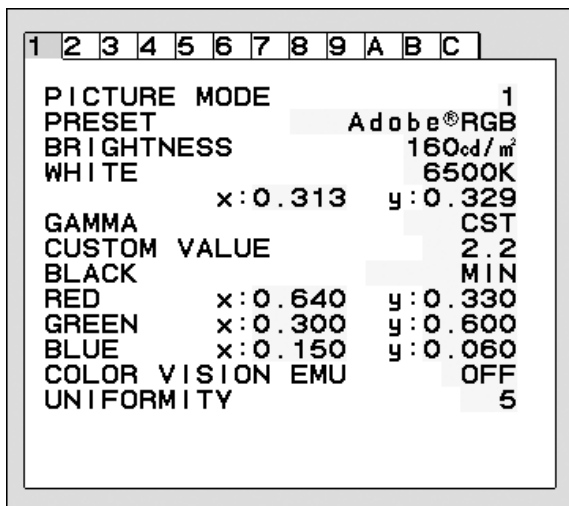 1 2 3 4 5 6 7 8 9 A B C
PICTURE MODE 1
PRESET Adobe®RGB
BRIGHTNESS 160cd/㎡
WHITE 6500K
x:0.313 y:0.329
GAMMA CST
CUSTOM VALUE 2.2
BLACK MIN
RED x:0.640 y:0.330
GREEN x:0.300 y:0.600
BLUE x:0.150 y:0.060
COLOR VISION EMU OFF
UNIFORMITY 5